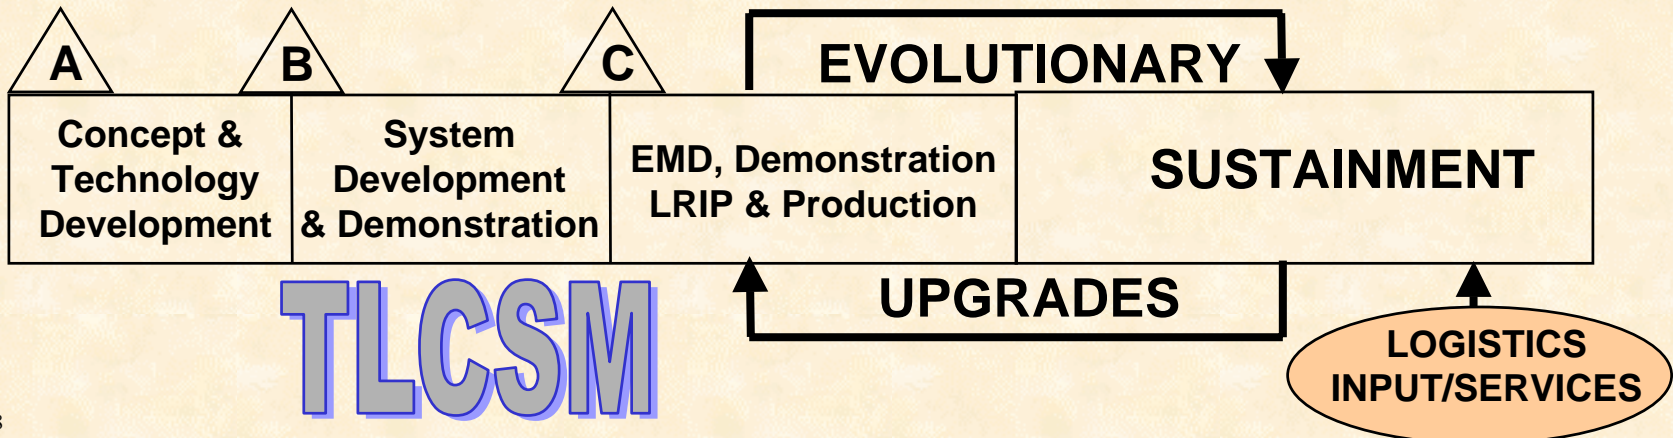 A
B
C
EVOLUTIONARY
Concept &
Technology
Development
System
Development
& Demonstration
EMD, Demonstration
LRIP & Production
SUSTAINMENT
TLCSM
UPGRADES
LOGISTICS
INPUT/SERVICES